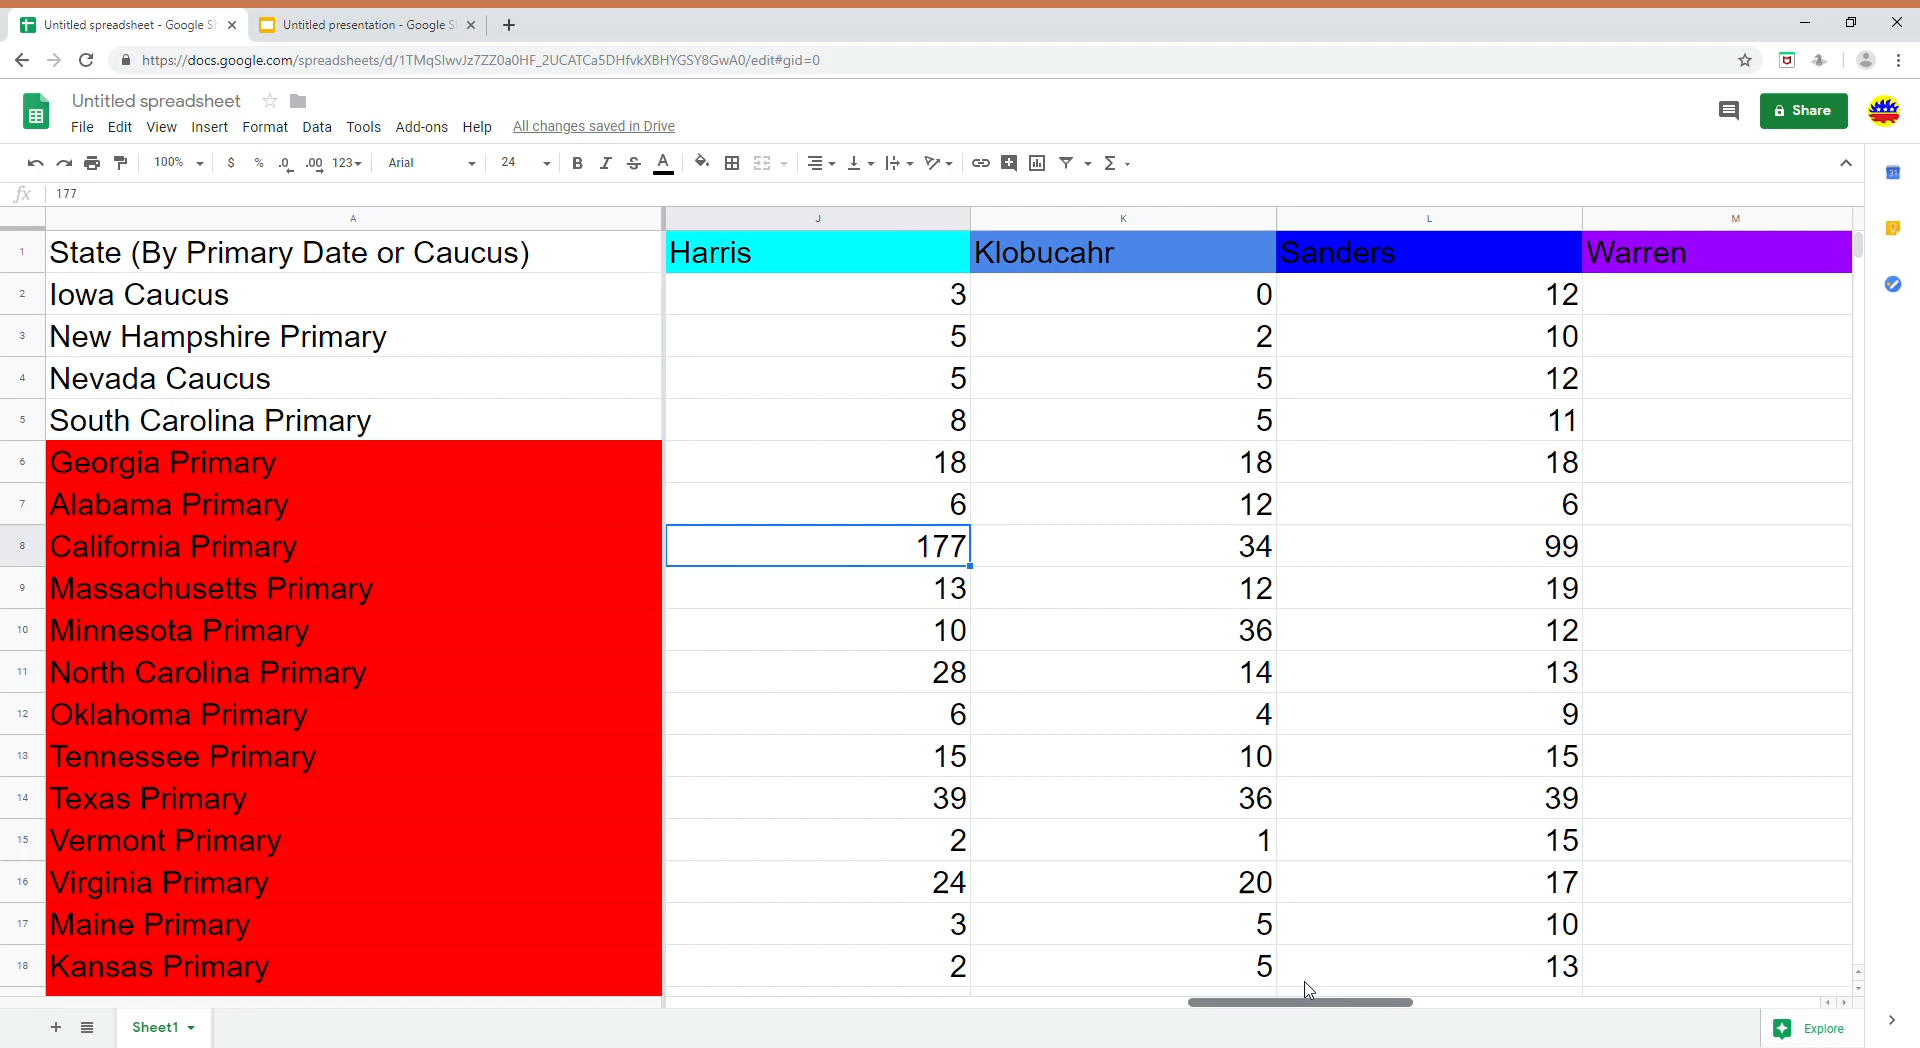 Untitled spreadsheet - Google Sh
Untitled presentation - Google Sl
https://docs.google.com/spreadsheets/d/1TMqSlwvJz7ZZ0a0HF_2UCATCa5DHfvkXBHYGSY8GwA0/edit#gid=0
Untitled spreadsheet
File Edit View Insert Format Data Tools Add-ons Help All changes saved in Drive
Share
100% $ % .0 .00 123 Arial 24 B I S A
31
fx 177
A J K L M
1 State (By Primary Date or Caucus) Harris Klobucahr Sanders Warren
2 Iowa Caucus 3 0 12
3 New Hampshire Primary 5 2 10
4 Nevada Caucus 5 5 12
5 South Carolina Primary 8 5 11
6 Georgia Primary 18 18 18
7 Alabama Primary 6 12 6
8 California Primary 177 34 99
9 Massachusetts Primary 13 12 19
10 Minnesota Primary 10 36 12
11 North Carolina Primary 28 14 13
12 Oklahoma Primary 6 4 9
13 Tennessee Primary 15 10 15
14 Texas Primary 39 36 39
15 Vermont Primary 2 1 15
16 Virginia Primary 24 20 17
17 Maine Primary 3 5 10
18 Kansas Primary 2 5 13
Sheet1
Explore